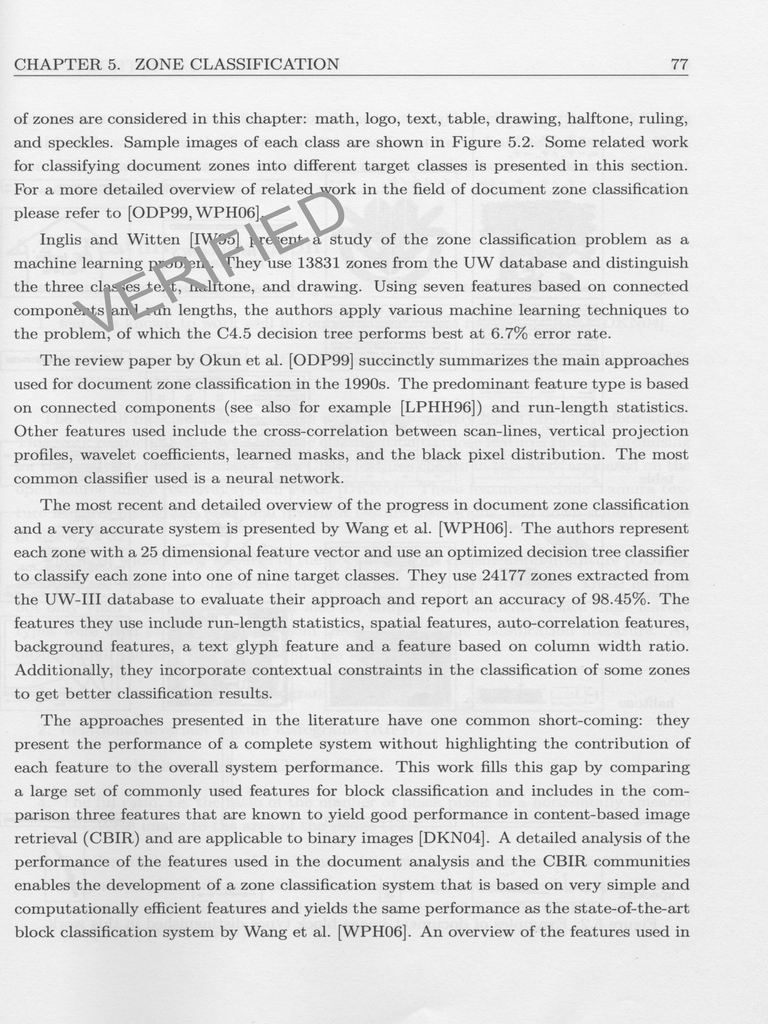 CHAPTER 5. ZONE CLASSIFICATION 77
of zones are considered in this chapter: math, logo, text, table, drawing, halftone, ruling,
and speckles. Sample images of each class are shown in Figure 5.2. Some related work
for classifying document zones into different target classes is presented in this section.
For a more detailed overview of related work in the field of document zone classification
please refer to [ODP99, WPH06].
VERIFIED
Inglis and Witten [IW95] present a study of the zone classification problem as a
machine learning problem. They use 13831 zones from the UW database and distinguish
the three classes text, halftone, and drawing. Using seven features based on connected
components and run lengths, the authors apply various machine learning techniques to
the problem, of which the C4.5 decision tree performs best at 6.7% error rate.
The review paper by Okun et al. [ODP99] succinctly summarizes the main approaches
used for document zone classification in the 1990s. The predominant feature type is based
on connected components (see also for example [LPHH96]) and run-length statistics.
Other features used include the cross-correlation between scan-lines, vertical projection
profiles, wavelet coefficients, learned masks, and the black pixel distribution. The most
common classifier used is a neural network.
The most recent and detailed overview of the progress in document zone classification
and a very accurate system is presented by Wang et al. [WPH06]. The authors represent
each zone with a 25 dimensional feature vector and use an optimized decision tree classifier
to classify each zone into one of nine target classes. They use 24177 zones extracted from
the UW-III database to evaluate their approach and report an accuracy of 98.45%. The
features they use include run-length statistics, spatial features, auto-correlation features,
background features, a text glyph feature and a feature based on column width ratio.
Additionally, they incorporate contextual constraints in the classification of some zones
to get better classification results.
The approaches presented in the literature have one common short-coming: they
present the performance of a complete system without highlighting the contribution of
each feature to the overall system performance. This work fills this gap by comparing
a large set of commonly used features for block classification and includes in the com-
parison three features that are known to yield good performance in content-based image
retrieval (CBIR) and are applicable to binary images [DKN04]. A detailed analysis of the
performance of the features used in the document analysis and the CBIR communities
enables the development of a zone classification system that is based on very simple and
computationally efficient features and yields the same performance as the state-of-the-art
block classification system by Wang et al. [WPH06]. An overview of the features used in